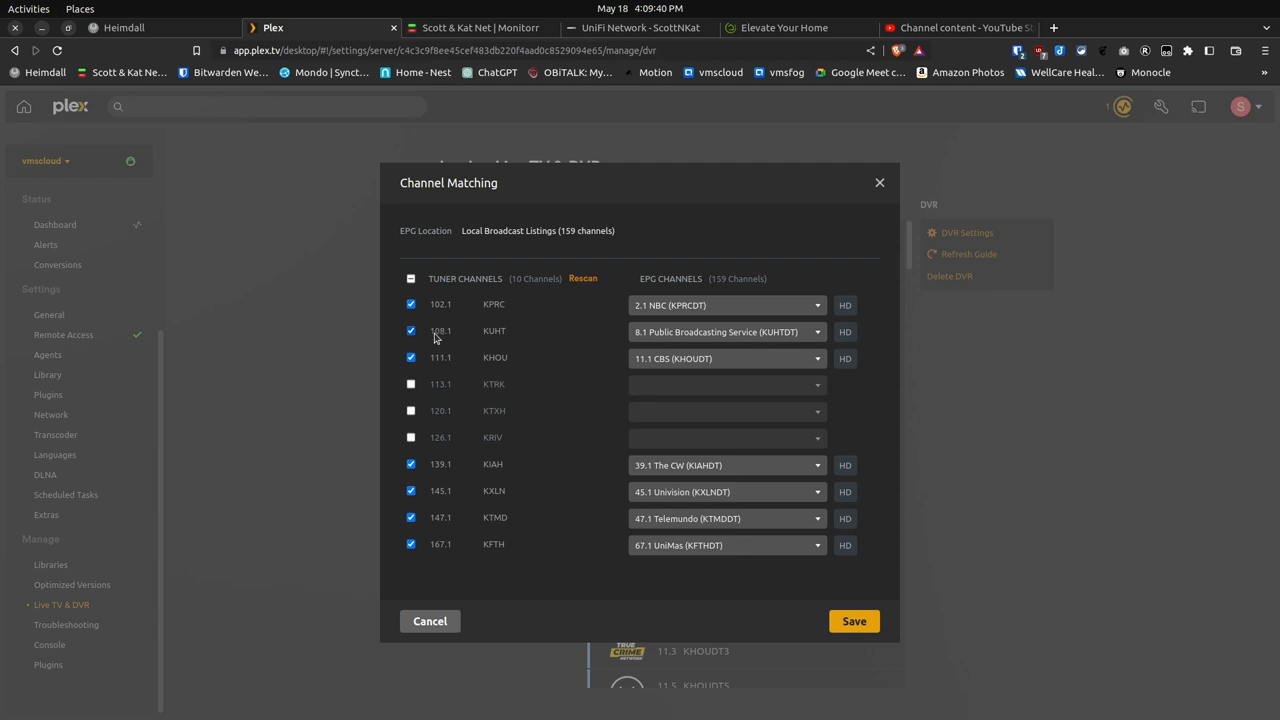 Activities Places May 18 4:09:40 PM
Heimdall Plex Scott & Kat Net | Monitorr UniFi Network - ScottnKat Elevate Your Home Channel content - YouTube St
app.plex.tv/desktop/#!/settings/server/c4c3c9f8ee45cef483db220f4aad0c8529094e65/manage/dvr
Heimdall Scott & Kat Ne... Bitwarden We... Mondo | Synct... Home - Nest ChatGPT OBiTALK: My... Motion vmscloud vmsfog Google Meet c... Amazon Photos WellCare Heal... Monocle
plex 1 S
vmscloud
Status
Dashboard
Alerts
Conversions
Settings
General
Remote Access
Agents
Library
Plugins
Network
Transcoder
Languages
DLNA
Scheduled Tasks
Extras
Manage
Libraries
Optimized Versions
Live TV & DVR
Troubleshooting
Console
Plugins
Channel Matching
EPG Location Local Broadcast Listings (159 channels)
TUNER CHANNELS (10 Channels) Rescan EPG CHANNELS (159 Channels)
102.1 KPRC 2.1 NBC (KPRCDT) HD
108.1 KUHT 8.1 Public Broadcasting Service (KUHTDT) HD
111.1 KHOU 11.1 CBS (KHOUDT) HD
113.1 KTRK
120.1 KTXH
126.1 KRIV
139.1 KIAH 39.1 The CW (KIAHDT) HD
145.1 KXLN 45.1 Univision (KXLNDT) HD
147.1 KTMD 47.1 Telemundo (KTMDDT) HD
167.1 KFTH 67.1 UniMas (KFTHDT) HD
Cancel Save
DVR
DVR Settings
Refresh Guide
Delete DVR
TRUE CRIME NETWORK 11.3 KHOUDT3
11.5 KHOUDT5